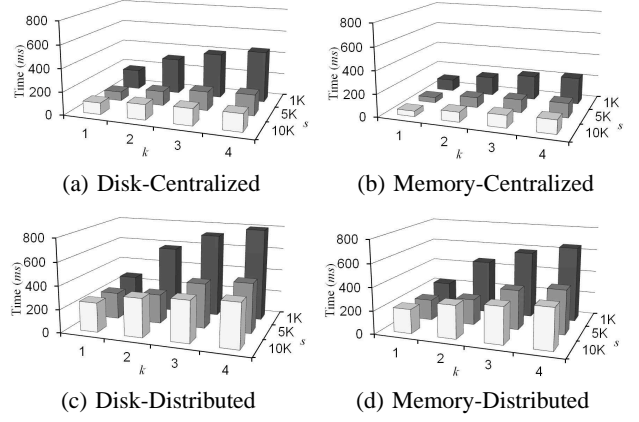 800
600
400
200
0
Time (ms)
1 2 3 4
k
1K
5K
10K
s
(a) Disk-Centralized
800
600
400
200
0
Time (ms)
1 2 3 4
k
1K
5K
10K
s
(b) Memory-Centralized
800
600
400
200
0
Time (ms)
1 2 3 4
k
1K
5K
10K
s
(c) Disk-Distributed
800
600
400
200
0
Time (ms)
1 2 3 4
k
1K
5K
10K
s
(d) Memory-Distributed